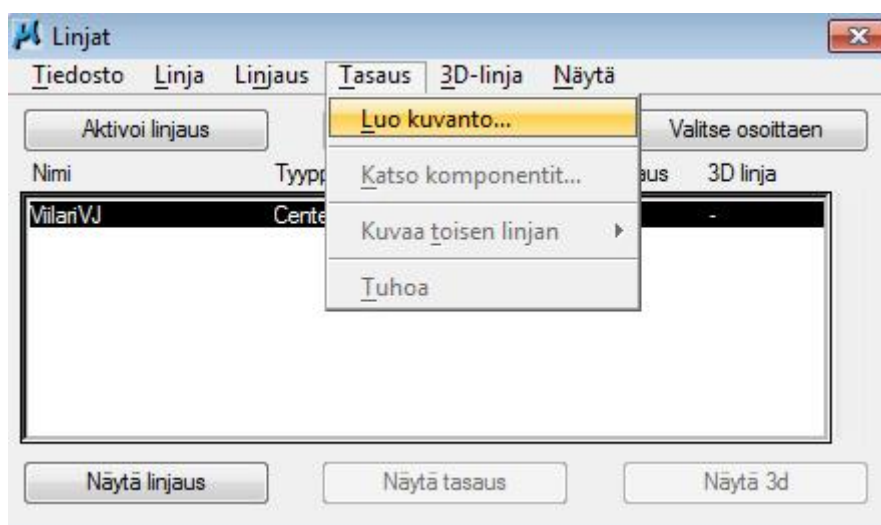 Linjat
Tiedosto Linja Linjaus Tasaus 3D-linja Näytä
Aktivoi linjaus Luo kuvanto... Valitse osoittaen
Nimi Katso komponentit... 3D linja
ViilariVJ -
Kuvaa toisen linjan
Tuhoa
Näytä linjaus Näytä tasaus Näytä 3d